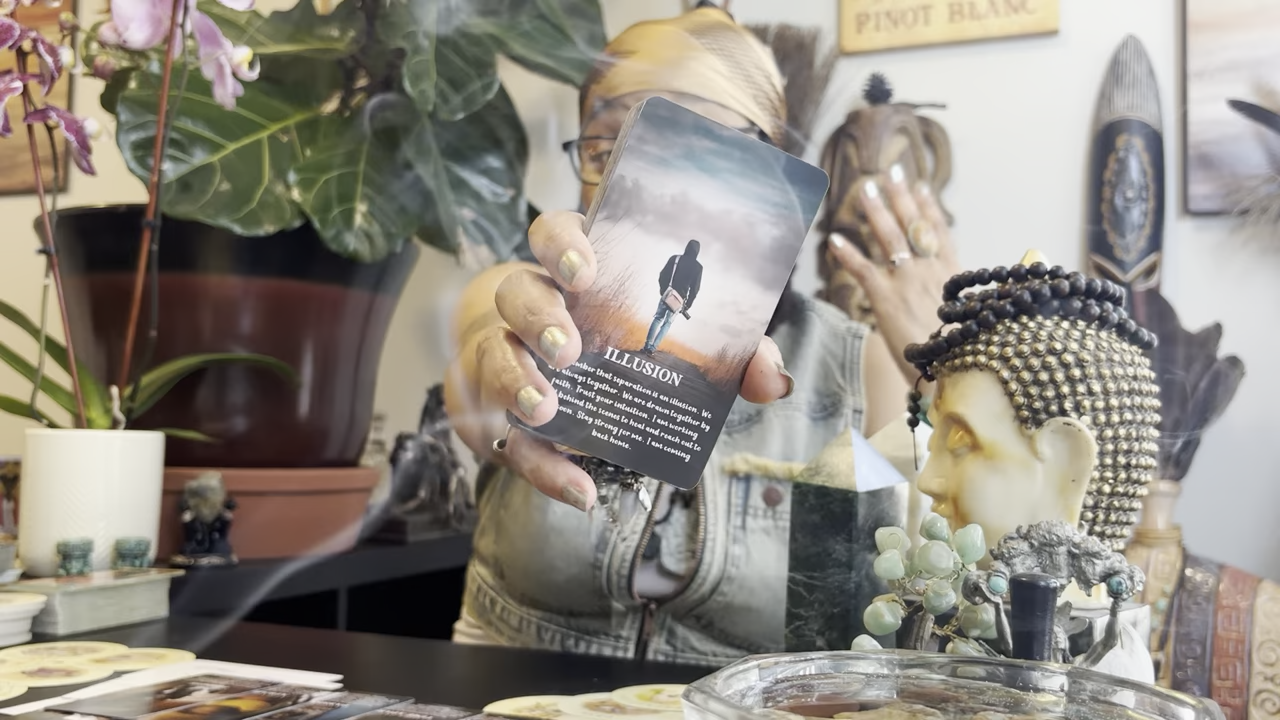 PINOT BLANC
ILLUSION
that separation is an illusion. We
always together. We are drawn together by
faith. Trust your intuition. I am working
behind the scenes to heal and reach out to
Stay strong for me. I am coming
back home.